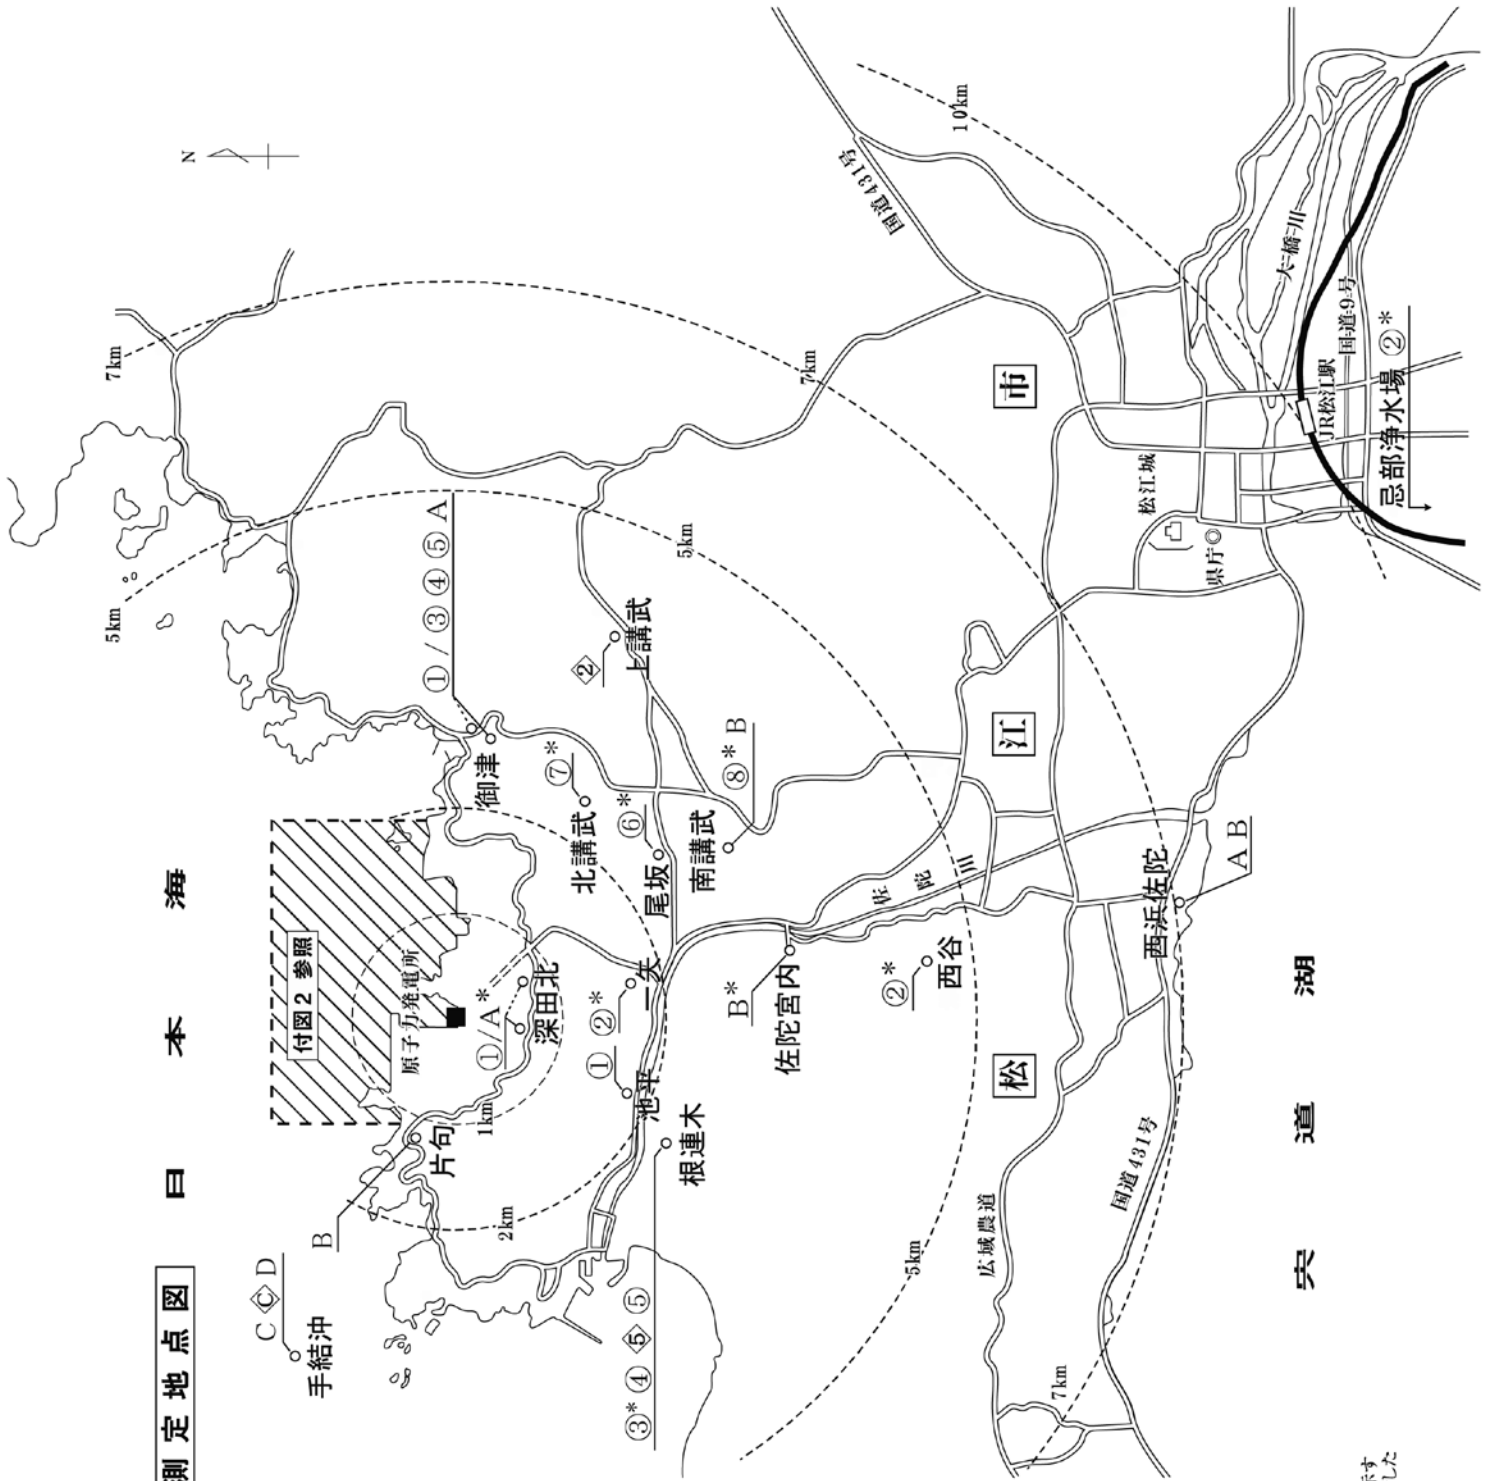 測定地点図
日本海
N
付図2 参照
原子力発電所
手結沖
C Ⓒ D
片句
B
深田北
①/A*
御津
①/③④⑤A
北講武
⑦*
尾坂
⑥*
南講武
⑧*B
上講武
②
一矢
②*
池平
①
根連木
③*④⑤⑤
佐陀宮内
B*
西谷
②*
西浜佐陀
AB
佐陀川
松江市
宍道湖
広域農道
国道431号
国道431号
国道9号
大橋川
JR松江駅
松江城
県庁
忌部浄水場 ②*
1km
2km
5km
5km
5km
7km
7km
7km
10km